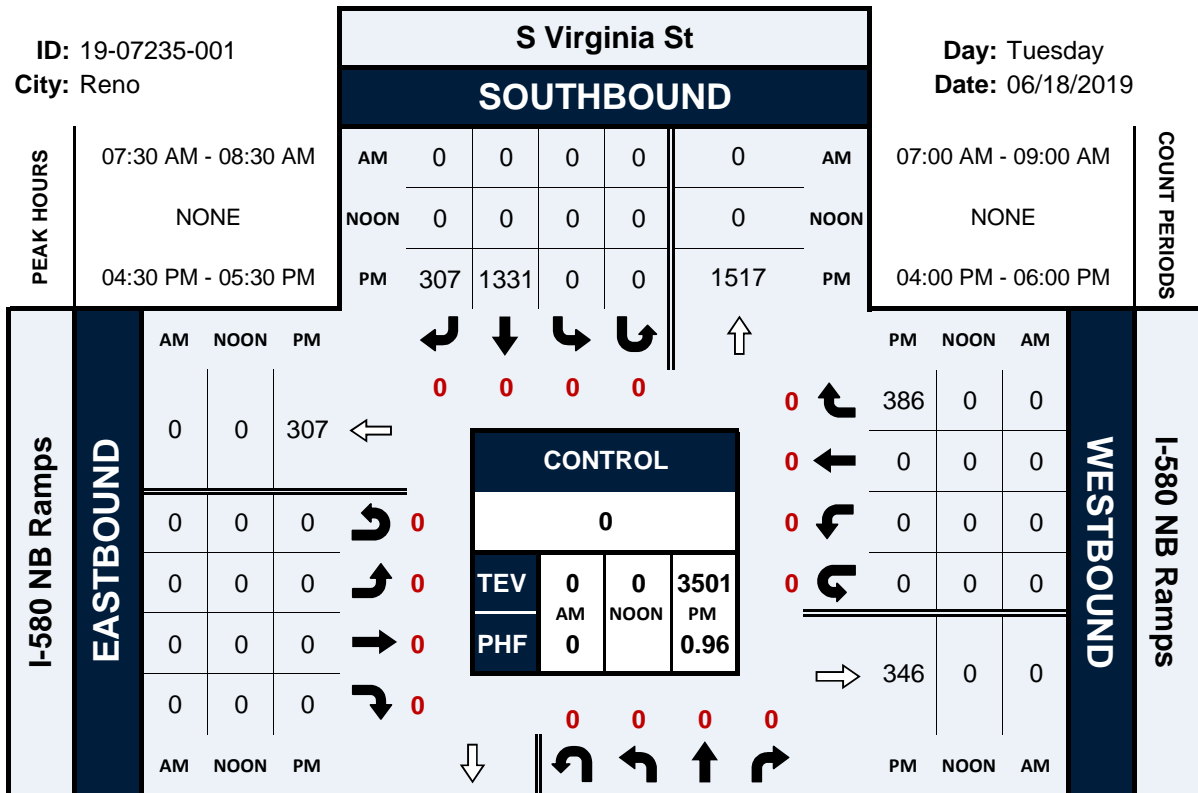 ID: 19-07235-001
City: Reno
S Virginia St
SOUTHBOUND
Day: Tuesday
Date: 06/18/2019
PEAK HOURS
07:30 AM - 08:30 AM
NONE
04:30 PM - 05:30 PM
AM 0 0 0 0 0 AM
NOON 0 0 0 0 0 NOON
PM 307 1331 0 0 1517 PM
07:00 AM - 09:00 AM
NONE
04:00 PM - 06:00 PM
COUNT PERIODS
I-580 NB Ramps
EASTBOUND
AM NOON PM
0 0 307
0 0 0 0
0 0 0 0
0 0 0 0
0 0 0 0
AM NOON PM
0 0 0 0
CONTROL
0
TEV 0 0 3501
AM NOON PM
PHF 0 0.96
0 0 0 0
PM NOON AM
0 386 0 0
0 0 0 0
0 0 0 0
0 0 0 0
346 0 0
PM NOON AM
WESTBOUND
I-580 NB Ramps